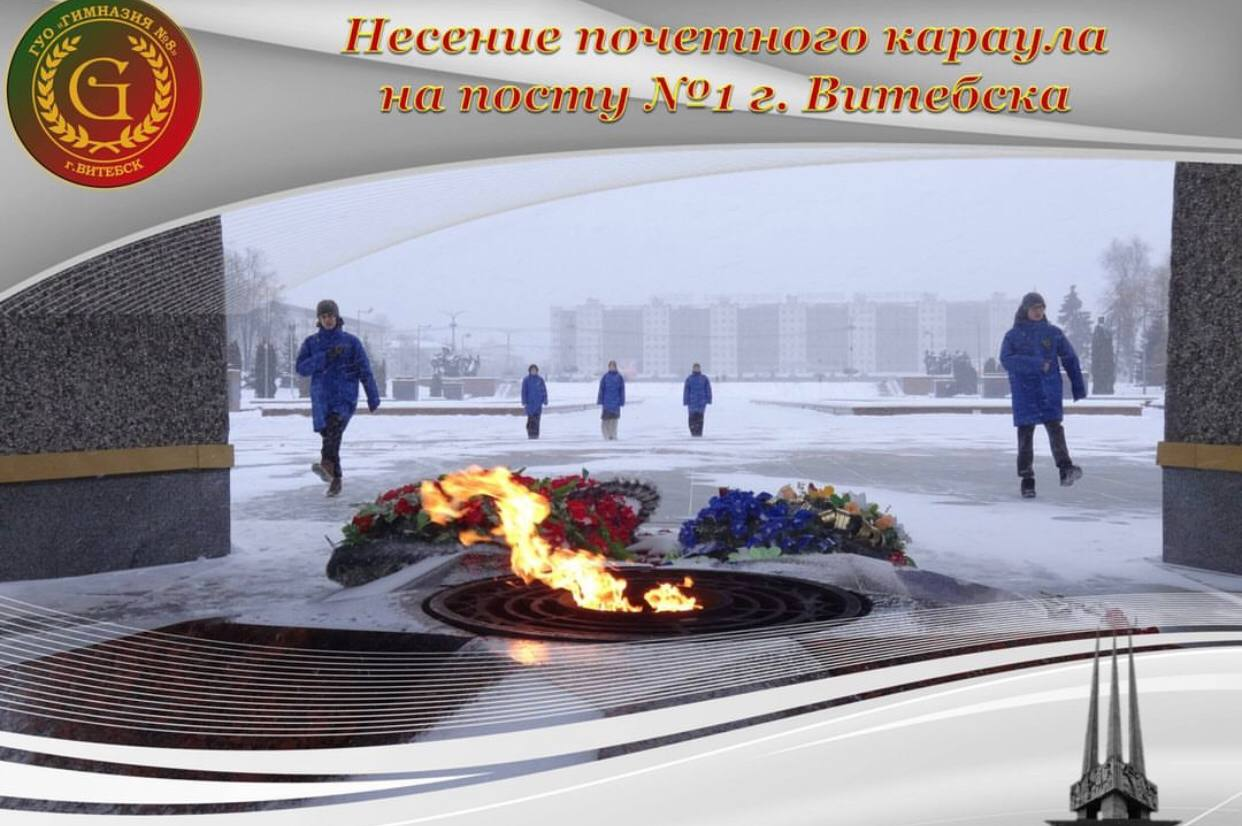 ГУО «ГИМНАЗИЯ №8»
G
г.ВИТЕБСК
Несение почетного караула
на посту №1 г. Витебска